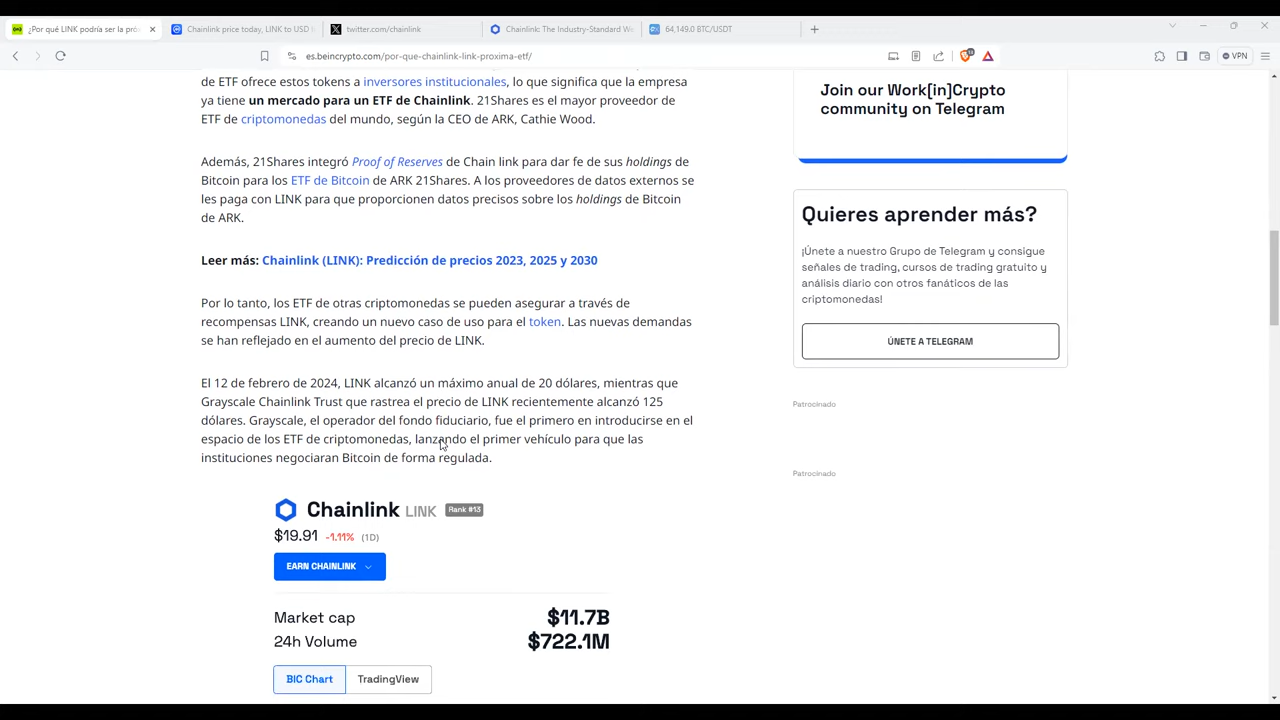 ¿Por qué LINK podría ser la pró
Chainlink price today, LINK to USD
twitter.com/chainlink
Chainlink: The Industry-Standard We
64,149.0 BTC/USDT
es.beincrypto.com/por-que-chainlink-link-proxima-etf/
VPN
de ETF ofrece estos tokens a inversores institucionales, lo que significa que la empresa
ya tiene un mercado para un ETF de Chainlink. 21Shares es el mayor proveedor de
ETF de criptomonedas del mundo, según la CEO de ARK, Cathie Wood.
Además, 21Shares integró Proof of Reserves de Chain link para dar fe de sus holdings de
Bitcoin para los ETF de Bitcoin de ARK 21Shares. A los proveedores de datos externos se
les paga con LINK para que proporcionen datos precisos sobre los holdings de Bitcoin
de ARK.
Leer más: Chainlink (LINK): Predicción de precios 2023, 2025 y 2030
Por lo tanto, los ETF de otras criptomonedas se pueden asegurar a través de
recompensas LINK, creando un nuevo caso de uso para el token. Las nuevas demandas
se han reflejado en el aumento del precio de LINK.
El 12 de febrero de 2024, LINK alcanzó un máximo anual de 20 dólares, mientras que
Grayscale Chainlink Trust que rastrea el precio de LINK recientemente alcanzó 125
dólares. Grayscale, el operador del fondo fiduciario, fue el primero en introducirse en el
espacio de los ETF de criptomonedas, lanzando el primer vehículo para que las
instituciones negociaran Bitcoin de forma regulada.
Chainlink LINK Rank #13
$19.91 -1.11% (1D)
EARN CHAINLINK
Market cap $11.7B
24h Volume $722.1M
BIC Chart TradingView
Join our Work[in]Crypto
community on Telegram
Quieres aprender más?
¡Únete a nuestro Grupo de Telegram y consigue
señales de trading, cursos de trading gratuito y
análisis diario con otros fanáticos de las
criptomonedas!
ÚNETE A TELEGRAM
Patrocinado
Patrocinado